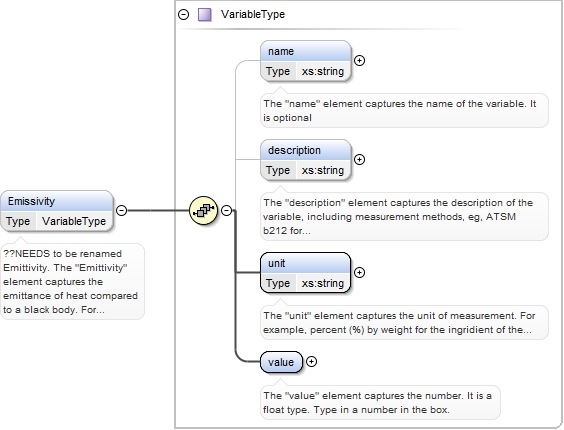 VariableType
name
Type xs:string
The "name" element captures the name of the variable. It
is optional
description
Type xs:string
The "description" element captures the description of the
variable, including measurement methods, eg, ATSM
b212 for...
Emissivity
Type VariableType
??NEEDS to be renamed
Emittivity. The "Emittivity"
element captures the
emittance of heat compared
to a black body. For...
unit
Type xs:string
The "unit" element captures the unit of measurement. For
example, percent (%) by weight for the ingridient of the...
value
The "value" element captures the number. It is a
float type. Type in a number in the box.